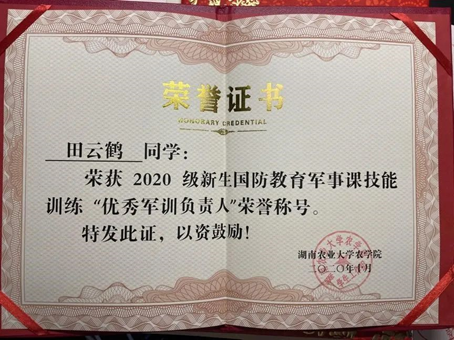 荣誉证书
HONORARY CREDENTIAL
田云鹤 同学：
荣获 2020 级新生国防教育军事课技能
训练“优秀军训负责人”荣誉称号。
特发此证，以资鼓励！
湖南农业大学农学院
二〇二〇年十月